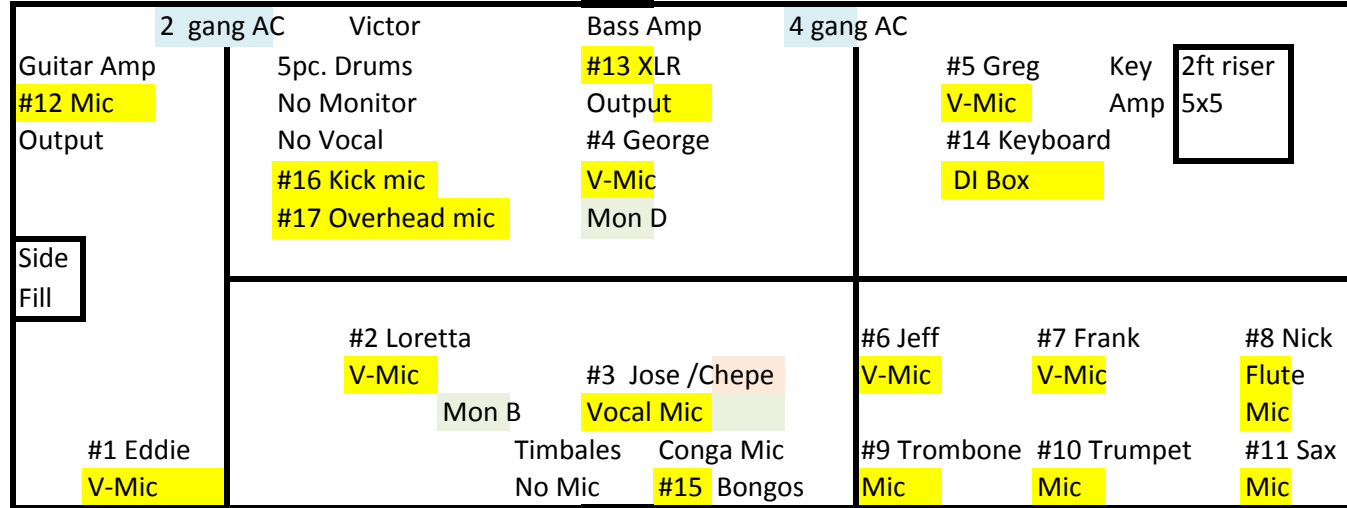 2 gang AC Victor Bass Amp 4 gang AC
Guitar Amp 5pc. Drums #13 XLR #5 Greg Key 2ft riser
#12 Mic No Monitor Output V-Mic Amp 5x5
Output No Vocal #4 George #14 Keyboard
#16 Kick mic V-Mic DI Box
#17 Overhead mic Mon D
Side
Fill
#2 Loretta #6 Jeff #7 Frank #8 Nick
V-Mic #3 Jose /Chepe V-Mic V-Mic Flute
Mon B Vocal Mic Mic
#1 Eddie Timbales Conga Mic #9 Trombone #10 Trumpet #11 Sax
V-Mic No Mic #15 Bongos Mic Mic Mic